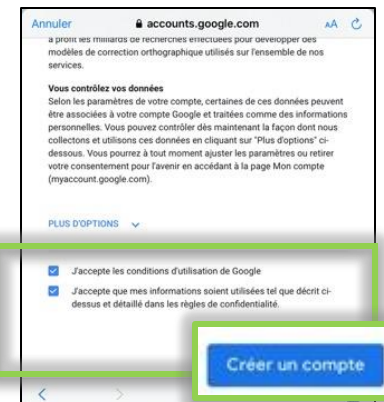 Annuler
accounts.google.com
AA
à profit les milliards de recherches effectuées pour développer des
modèles de correction orthographique utilisés sur l'ensemble de nos
services.
Vous contrôlez vos données
Selon les paramètres de votre compte, certaines de ces données peuvent
être associées à votre compte Google et traitées comme des informations
personnelles. Vous pouvez contrôler dès maintenant la façon dont nous
collectons et utilisons ces données en cliquant sur "Plus d'options" ci-
dessous. Vous pourrez à tout moment ajuster les paramètres ou retirer
votre consentement pour l'avenir en accédant à la page Mon compte
(myaccount.google.com).
PLUS D'OPTIONS
J'accepte les conditions d'utilisation de Google
J'accepte que mes informations soient utilisées tel que décrit ci-
dessus et détaillé dans les règles de confidentialité.
Créer un compte